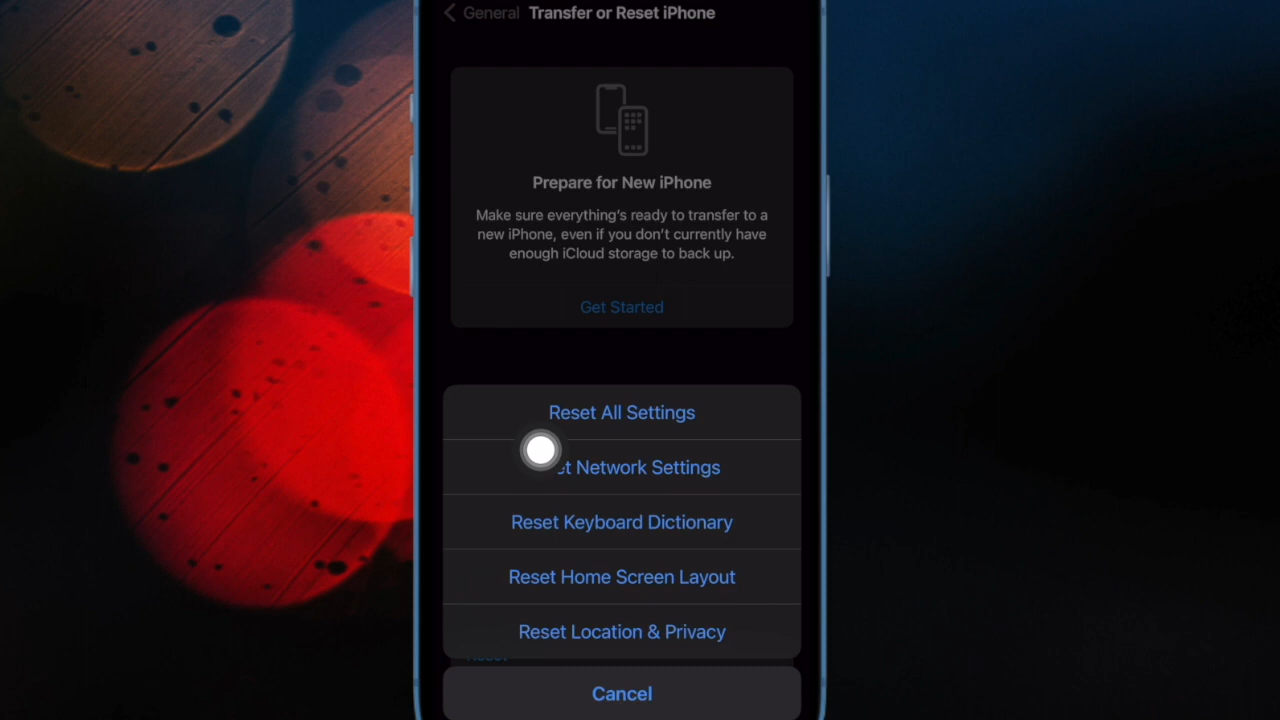 General Transfer or Reset iPhone
Prepare for New iPhone
Make sure everything's ready to transfer to a
new iPhone, even if you don't currently have
enough iCloud storage to back up.
Get Started
Reset All Settings
et Network Settings
Reset Keyboard Dictionary
Reset Home Screen Layout
Reset Location & Privacy
Reset
Cancel